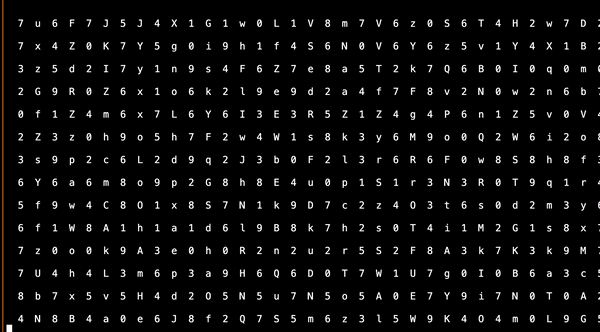 7 u 6 F 7 J 5 J 4 X 1 G 1 w 0 L 1 V 8 m 7 V 6 z 0 S 6 T 4 H 2 w 7 D 2
7 x 4 Z 0 K 7 Y 5 g 0 i 9 h 1 f 4 S 6 N 0 V 6 Y 6 z 5 v 1 Y 4 X 1 B 2
3 z 5 d 2 I 7 y 1 n 9 s 4 F 6 Z 7 e 8 a 5 T 2 k 7 Q 6 B 0 I 0 q 0 m 0
2 G 9 R 0 Z 6 x 1 o 6 k 2 l 9 e 9 d 2 a 4 f 7 F 8 v 2 N 0 w 2 n 6 b 7
0 f 1 Z 4 m 6 x 7 L 6 Y 6 I 3 E 3 R 5 Z 1 Z 4 g 4 P 6 n 1 Z 5 v 0 V 4
2 Z 3 z 0 h 9 o 5 h 7 F 2 w 4 W 1 s 8 k 3 y 6 M 9 o 0 Q 2 W 6 i 2 o 8
3 s 9 p 2 c 6 L 2 d 9 q 2 J 3 b 0 F 2 l 3 r 6 R 6 F 0 w 8 S 8 h 8 f 3
6 Y 6 a 6 m 8 o 9 p 2 G 8 h 8 E 4 u 0 p 1 S 1 r 3 N 3 R 0 T 9 q 1 r 4
5 f 9 w 4 C 8 O 1 x 8 S 7 N 1 k 9 D 7 c 2 z 4 O 3 t 6 s 0 d 2 m 3 y 6
6 f 1 W 8 A 1 h 1 a 1 d 6 l 9 B 8 k 7 h 2 s 0 T 4 i 1 M 2 G 1 s 8 x 7
7 z 0 o 0 k 9 A 3 e 0 h 0 R 2 n 2 u 2 r 5 S 2 F 8 A 3 k 7 K 3 k 9 M 7
7 U 4 h 4 L 3 m 6 p 3 a 9 H 6 Q 6 D 0 T 7 W 1 U 7 g 0 I 0 B 6 a 3 c 5
8 b 7 x 5 v 5 H 4 d 2 O 5 N 5 u 7 N 5 o 5 A 0 E 7 Y 9 i 7 N 0 T 0 A 2
4 N 8 B 4 a 0 e 6 J 8 f 2 Q 7 S 5 m 6 z 3 l 5 W 9 K 4 O 4 m 0 L 9 G 5